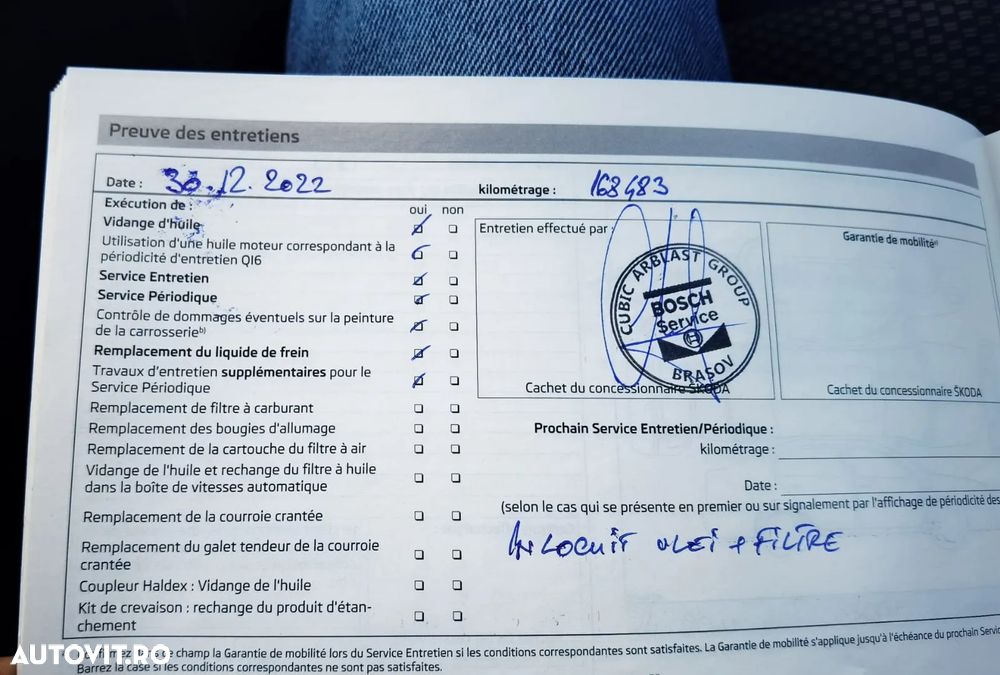 Preuve des entretiens
Date : 30.12.2022
kilométrage : 168483
Exécution de :
oui non
Vidange d'huile
Utilisation d'une huile moteur correspondant à la
périodicité d'entretien QI6
Service Entretien
Service Périodique
Contrôle de dommages éventuels sur la peinture
de la carrosserieᵇ⁾
Remplacement du liquide de frein
Travaux d'entretien supplémentaires pour le
Service Périodique
Remplacement de filtre à carburant
Remplacement des bougies d'allumage
Remplacement de la cartouche du filtre à air
Vidange de l'huile et rechange du filtre à huile
dans la boîte de vitesses automatique
Remplacement de la courroie crantée
Remplacement du galet tendeur de la courroie
crantée
Coupleur Haldex : Vidange de l'huile
Kit de crevaison : rechange du produit d'étan-
chement
Entretien effectué par :
CUBIC ARBLAST GROUP
BOSCH
Service
BRASOV
Cachet du concessionnaire ŠKODA
Garantie de mobilitéᵃ⁾
Cachet du concessionnaire ŠKODA
Prochain Service Entretien/Périodique :
kilométrage :
Date :
(selon le cas qui se présente en premier ou sur signalement par l'affichage de périodicité des
INLOCUIT ULEI + FILTRE
de champ la Garantie de mobilité lors du Service Entretien si les conditions correspondantes sont satisfaites. La Garantie de mobilité s'applique jusqu'à l'échéance du prochain Servic
Barrez la case si les conditions correspondantes ne sont pas satisfaites.
AUTOVIT.RO